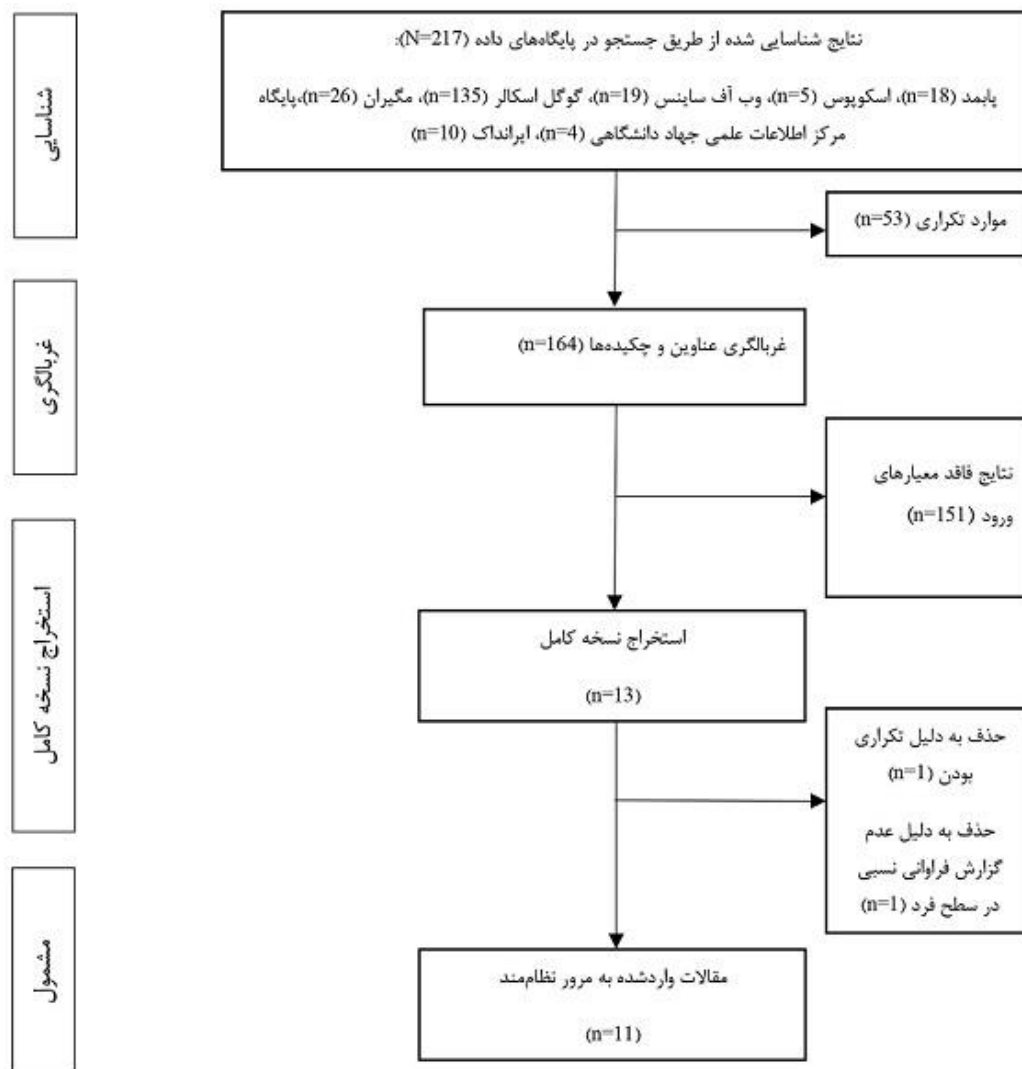 شناسایی
نتایج شناسایی شده از طریق جستجو در پایگاه‌های داده (N=217):
پابمد (n=18)، اسکوپوس (n=5)، وب آف ساینس (n=19)، گوگل اسکالر (n=135)، مگیران (n=26)،پایگاه
مرکز اطلاعات علمی جهاد دانشگاهی (n=4)، ایرانداک (n=10)
موارد تکراری (n=53)
غربالگری
غربالگری عناوین و چکیده‌ها (n=164)
نتایج فاقد معیارهای
ورود (n=151)
استخراج نسخه کامل
استخراج نسخه کامل
(n=13)
حذف به دلیل تکراری
بودن (n=1)
حذف به دلیل عدم
گزارش فراوانی نسبی
در سطح فرد (n=1)
مشمول
مقالات واردشده به مرور نظام‌مند
(n=11)